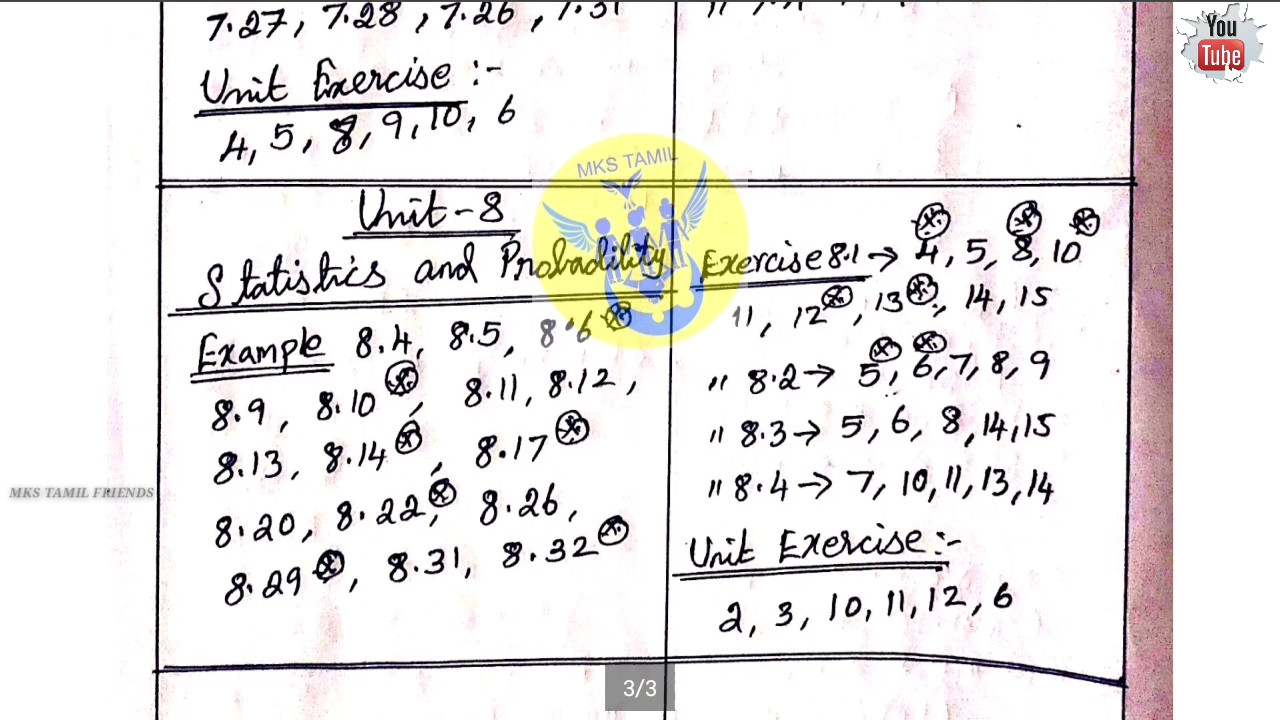 7.27, 7.28, 7.26, 7.31
Unit Exercise :-
4, 5, 8, 9, 10, 6
Unit - 8
Statistics and Probadility
Example 8.4, 8.5, 8.6
8.9, 8.10, 8.11, 8.12,
8.13, 8.14, 8.17
8.20, 8.22, 8.26,
8.29, 8.31, 8.32
Exercise 8.1 → 4, 5, 8, 10
11, 12, 13, 14, 15
" 8.2 → 5, 6, 7, 8, 9
" 8.3 → 5, 6, 8, 14, 15
" 8.4 → 7, 10, 11, 13, 14
Unit Exercise :-
2, 3, 10, 11, 12, 6
MKS TAMIL
MKS TAMIL FRIENDS
You
Tube
3/3